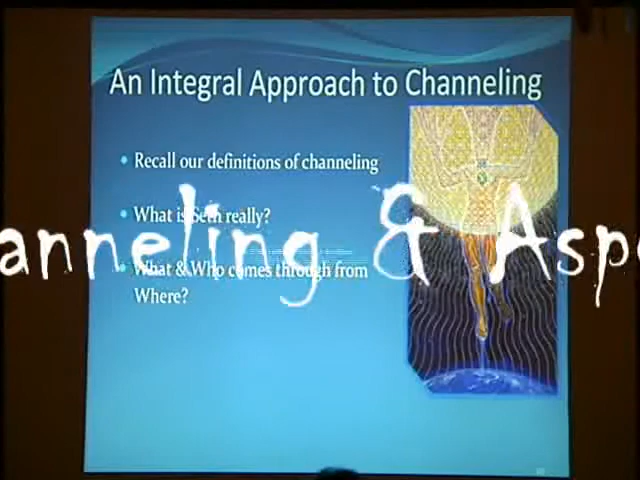 An Integral Approach to Channeling
• Recall our definitions of channeling
• What is Seth really?
anneling & Asp
• What & Who comes through from
Where?